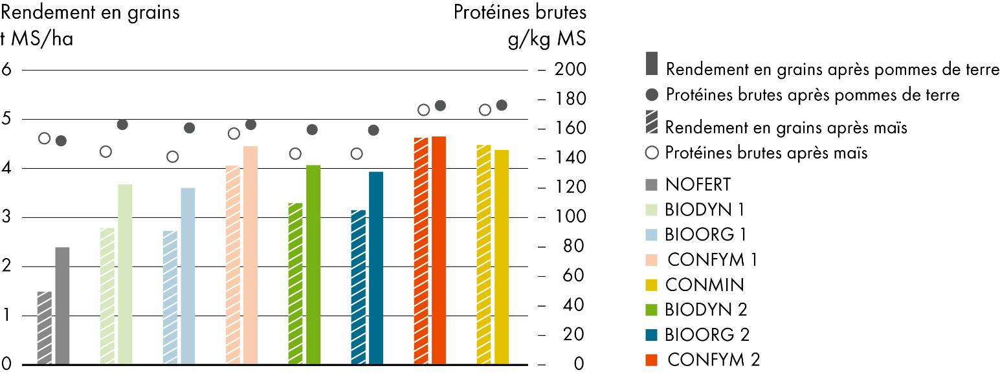 Rendement en grains
t MS/ha
Protéines brutes
g/kg MS
6
5
4
3
2
1
0
200
180
160
140
120
100
80
60
40
20
0
Rendement en grains après pommes de terre
Protéines brutes après pommes de terre
Rendement en grains après maïs
Protéines brutes après maïs
NOFERT
BIODYN 1
BIOORG 1
CONFYM 1
CONMIN
BIODYN 2
BIOORG 2
CONFYM 2